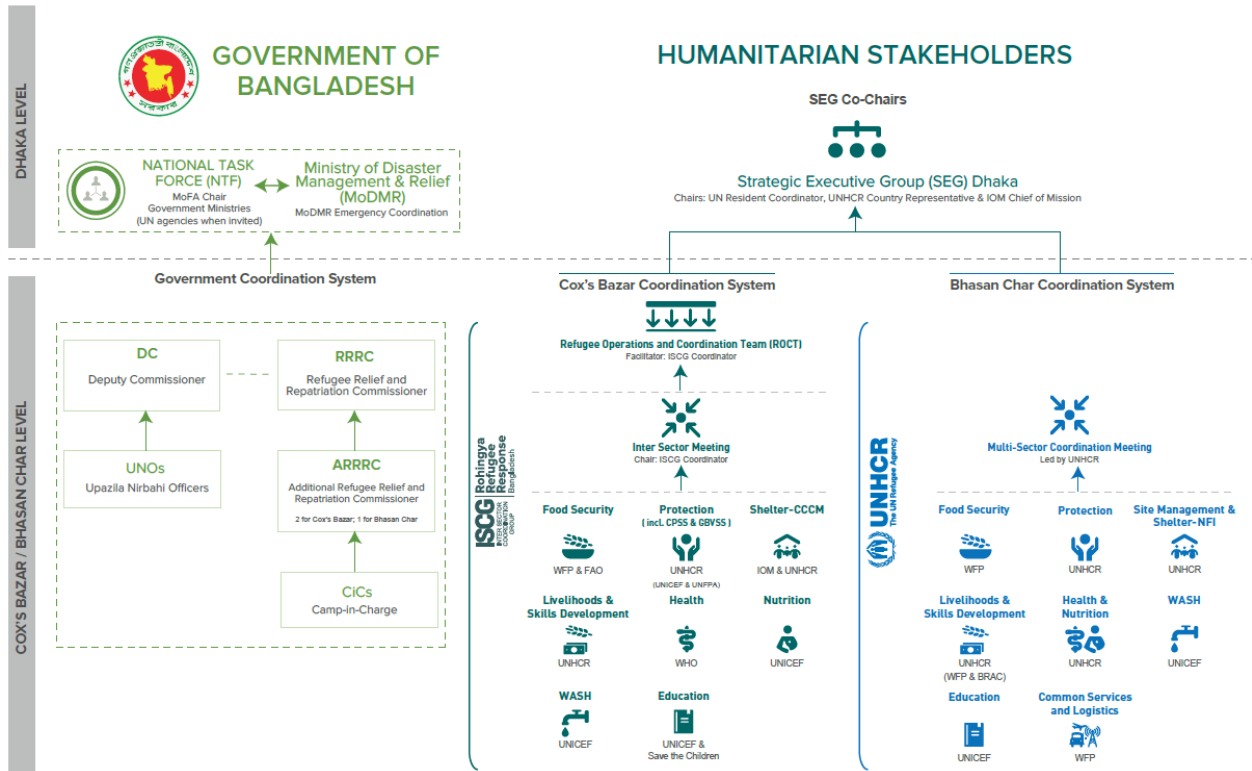 DHAKA LEVEL
GOVERNMENT OF
BANGLADESH
HUMANITARIAN STAKEHOLDERS
SEG Co-Chairs
NATIONAL TASK
FORCE (NTF)
MoFA Chair
Government Ministries
(UN agencies when invited)
Ministry of Disaster
Management & Relief
(MoDMR)
MoDMR Emergency Coordination
Strategic Executive Group (SEG) Dhaka
Chairs: UN Resident Coordinator, UNHCR Country Representative & IOM Chief of Mission
COX'S BAZAR / BHASAN CHAR LEVEL
Government Coordination System
DC
Deputy Commissioner
RRRC
Refugee Relief and
Repatriation Commissioner
UNOs
Upazila Nirbahi Officers
ARRRC
Additional Refugee Relief and
Repatriation Commissioner
2 for Cox's Bazar; 1 for Bhasan Char
CiCs
Camp-in-Charge
Cox's Bazar Coordination System
Refugee Operations and Coordination Team (ROCT)
Facilitator: ISCG Coordinator
Inter Sector Meeting
Chair: ISCG Coordinator
ISCG
INTER SECTOR
COORDINATION
GROUP
Rohingya
Refugee
Response
Bangladesh
Food Security
WFP & FAO
Protection
( incl. CPSS & GBVSS )
UNHCR
(UNICEF & UNFPA)
Shelter-CCCM
IOM & UNHCR
Livelihoods &
Skills Development
UNHCR
Health
WHO
Nutrition
UNICEF
WASH
UNICEF
Education
UNICEF &
Save the Children
Bhasan Char Coordination System
Multi-Sector Coordination Meeting
Led by UNHCR
UNHCR
The UN Refugee Agency
Food Security
WFP
Protection
UNHCR
Site Management &
Shelter-NFI
UNHCR
Livelihoods &
Skills Development
UNHCR
(WFP & BRAC)
Health &
Nutrition
UNHCR
WASH
UNICEF
Education
UNICEF
Common Services
and Logistics
WFP